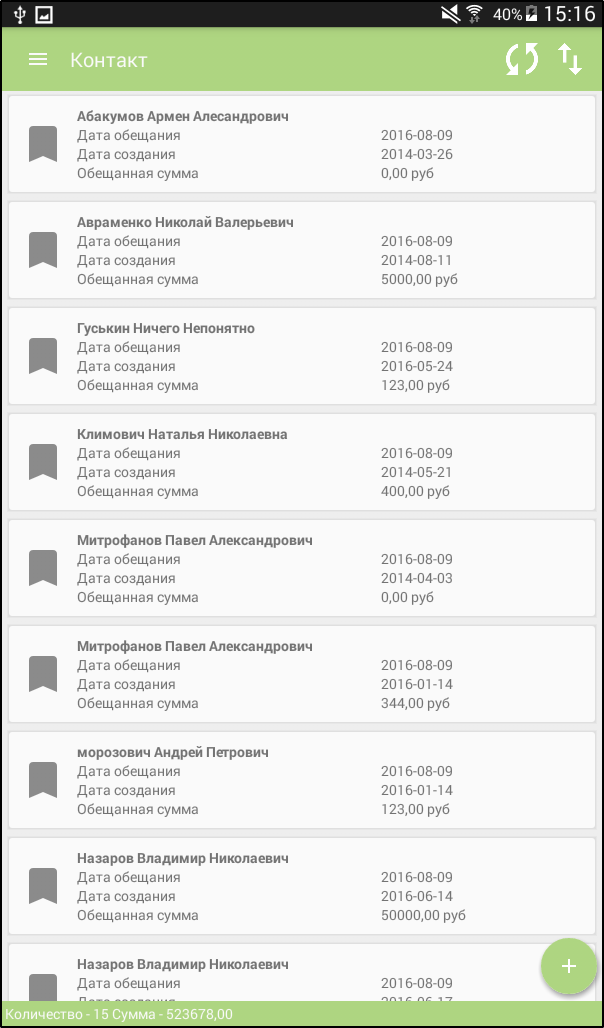 40% 15:16
Контакт
Абакумов Армен Алесандрович
Дата обещания 2016-08-09
Дата создания 2014-03-26
Обещанная сумма 0,00 руб
Авраменко Николай Валерьевич
Дата обещания 2016-08-09
Дата создания 2014-08-11
Обещанная сумма 5000,00 руб
Гуськин Ничего Непонятно
Дата обещания 2016-08-09
Дата создания 2016-05-24
Обещанная сумма 123,00 руб
Климович Наталья Николаевна
Дата обещания 2016-08-09
Дата создания 2014-05-21
Обещанная сумма 400,00 руб
Митрофанов Павел Александрович
Дата обещания 2016-08-09
Дата создания 2014-04-03
Обещанная сумма 0,00 руб
Митрофанов Павел Александрович
Дата обещания 2016-08-09
Дата создания 2016-01-14
Обещанная сумма 344,00 руб
морозович Андрей Петрович
Дата обещания 2016-08-09
Дата создания 2016-01-14
Обещанная сумма 123,00 руб
Назаров Владимир Николаевич
Дата обещания 2016-08-09
Дата создания 2016-06-14
Обещанная сумма 50000,00 руб
Назаров Владимир Николаевич
Дата обещания 2016-08-09
Дата создания 2016-06-17
Количество - 15 Сумма - 523678,00